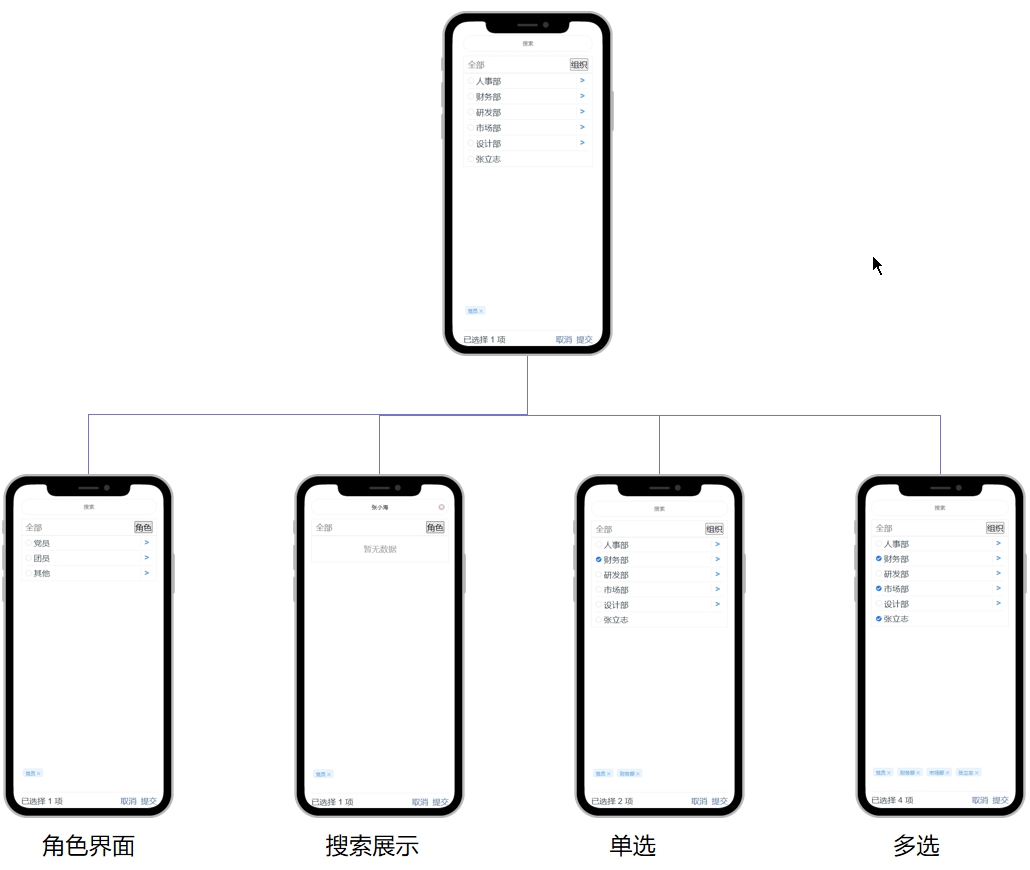 搜索
全部 组织
人事部 >
财务部 >
研发部 >
市场部 >
设计部 >
张立志
党员 ×
已选择 1 项 取消 提交
搜索
全部 角色
党员 >
团员 >
其他 >
党员 ×
已选择 1 项 取消 提交
角色界面
张小海
全部 角色
暂无数据
党员 ×
已选择 1 项 取消 提交
搜索展示
搜索
全部 组织
人事部 >
财务部 >
研发部 >
市场部 >
设计部 >
张立志
党员 × 财务部 ×
已选择 2 项 取消 提交
单选
搜索
全部 组织
人事部 >
财务部 >
研发部 >
市场部 >
设计部 >
张立志
党员 × 财务部 × 市场部 × 张立志 ×
已选择 4 项 取消 提交
多选